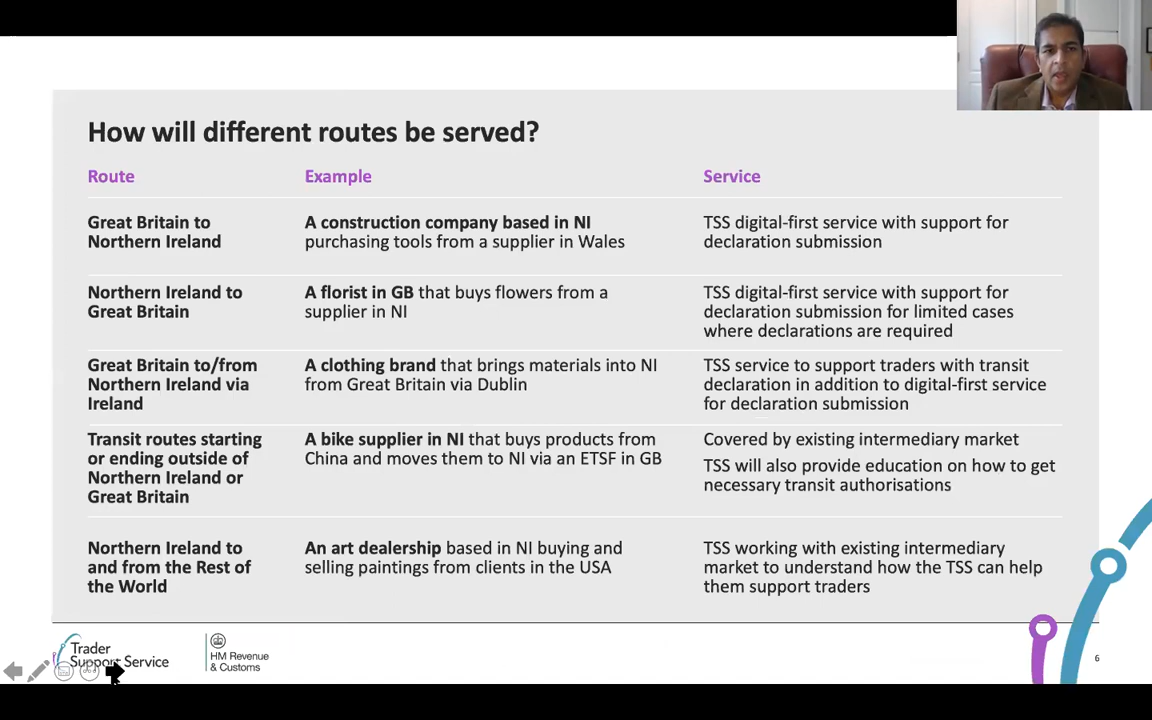 How will different routes be served?
Route
Example
Service
Great Britain to
Northern Ireland
A construction company based in NI
purchasing tools from a supplier in Wales
TSS digital-first service with support for
declaration submission
Northern Ireland to
Great Britain
A florist in GB that buys flowers from a
supplier in NI
TSS digital-first service with support for
declaration submission for limited cases
where declarations are required
Great Britain to/from
Northern Ireland via
Ireland
A clothing brand that brings materials into NI
from Great Britain via Dublin
TSS service to support traders with transit
declaration in addition to digital-first service
for declaration submission
Transit routes starting
or ending outside of
Northern Ireland or
Great Britain
A bike supplier in NI that buys products from
China and moves them to NI via an ETSF in GB
Covered by existing intermediary market
TSS will also provide education on how to get
necessary transit authorisations
Northern Ireland to
and from the Rest of
the World
An art dealership based in NI buying and
selling paintings from clients in the USA
TSS working with existing intermediary
market to understand how the TSS can help
them support traders
Trader
Support Service
HM Revenue
& Customs
6